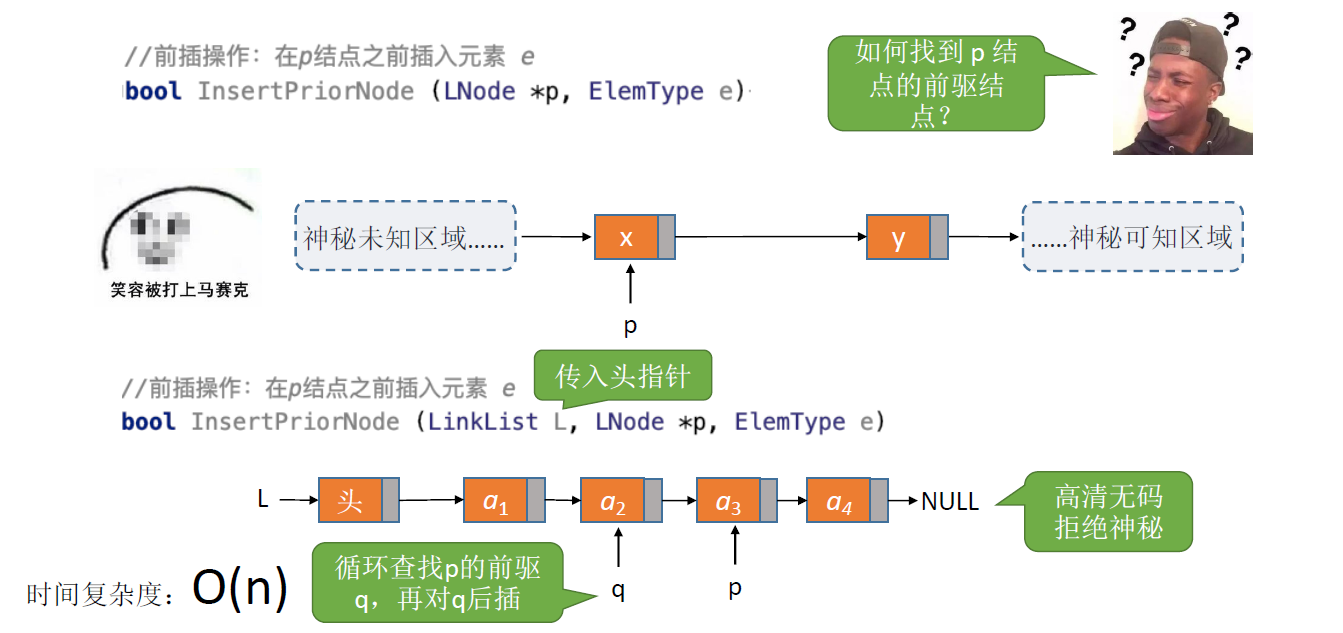 //前插操作：在p结点之前插入元素 e
bool InsertPriorNode (LNode *p, ElemType e)
如何找到 p 结
点的前驱结
点？
? ? ? ?
神秘未知区域……
x
y
……神秘可知区域
笑容被打上马赛克
p
传入头指针
//前插操作：在p结点之前插入元素 e
bool InsertPriorNode (LinkList L, LNode *p, ElemType e)
L
头
a1
a2
a3
a4
NULL
高清无码
拒绝神秘
循环查找p的前驱
q，再对q后插
q
p
时间复杂度：O(n)